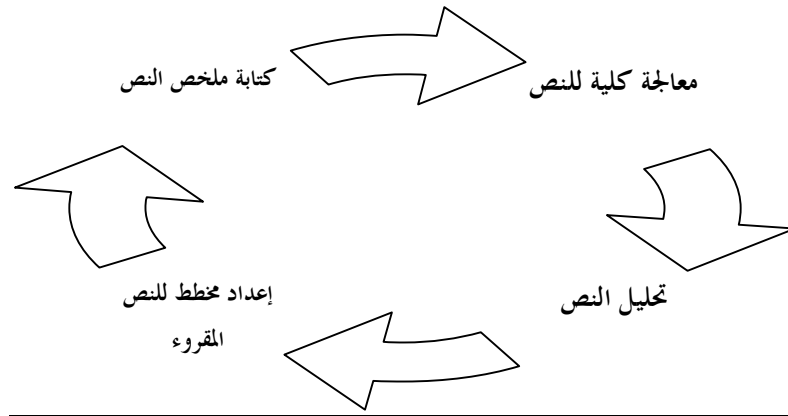 معالجة كلية للنص
كتابة ملخص النص
تحليل النص
إعداد مخطط للنص
المقروء